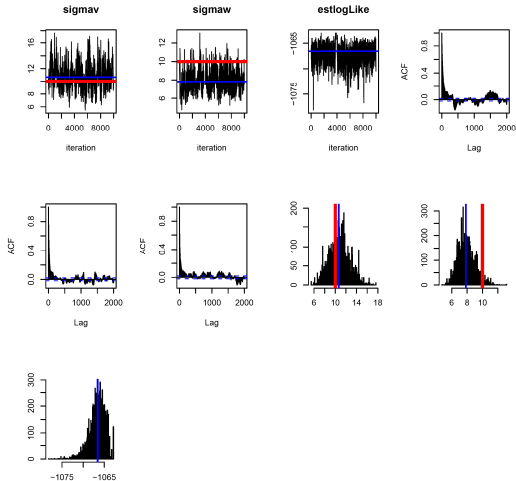 sigmav
sigmaw
estlogLike
6 8 12 16
0 4000 8000
iteration
6 8 10 12
0 4000 8000
iteration
−1075 −1065
0 4000 8000
iteration
ACF
0.0 0.4 0.8
0 1000 2000
Lag
ACF
0.0 0.4 0.8
0 1000 2000
Lag
ACF
0.0 0.4 0.8
0 1000 2000
Lag
0 50 100 200
6 10 14 18
0 100 200 300
6 8 10
0 100 200 300
−1075 −1065